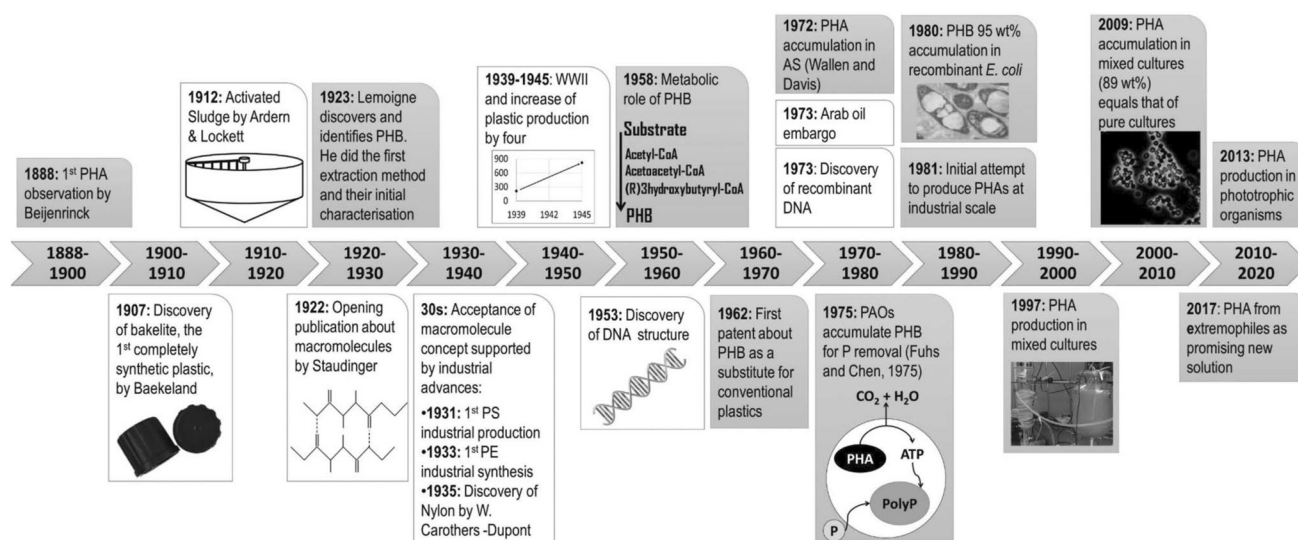 1888: 1st PHA
observation by
Beijenrinck
1912: Activated
Sludge by Ardern
& Lockett
1923: Lemoigne
discovers and
identifies PHB.
He did the first
extraction method
and their initial
characterisation
1939-1945: WWII
and increase of
plastic production
by four
900
600
300
0
1939
1942
1945
1958: Metabolic
role of PHB
Substrate
Acetyl-CoA
Acetoacetyl-CoA
(R)3hydroxybutyryl-CoA
PHB
1972: PHA
accumulation in
AS (Wallen and
Davis)
1973: Arab oil
embargo
1973: Discovery
of recombinant
DNA
1980: PHB 95 wt%
accumulation in
recombinant E. coli
1981: Initial attempt
to produce PHAs at
industrial scale
2009: PHA
accumulation in
mixed cultures
(89 wt%)
equals that of
pure cultures
2013: PHA
production in
phototrophic
organisms
1888-
1900
1900-
1910
1910-
1920
1920-
1930
1930-
1940
1940-
1950
1950-
1960
1960-
1970
1970-
1980
1980-
1990
1990-
2000
2000-
2010
2010-
2020
1907: Discovery
of bakelite, the
1st completely
synthetic plastic,
by Baekeland
1922: Opening
publication about
macromolecules
by Staudinger
30s: Acceptance of
macromolecule
concept supported
by industrial
advances:
•1931: 1st PS
industrial production
•1933: 1st PE
industrial synthesis
•1935: Discovery of
Nylon by W.
Carothers -Dupont
1953: Discovery
of DNA structure
1962: First
patent about
PHB as a
substitute for
conventional
plastics
1975: PAOs
accumulate PHB
for P removal (Fuhs
and Chen, 1975)
CO2 + H2O
PHA
ATP
PolyP
P
1997: PHA
production in
mixed cultures
2017: PHA from
extremophiles as
promising new
solution